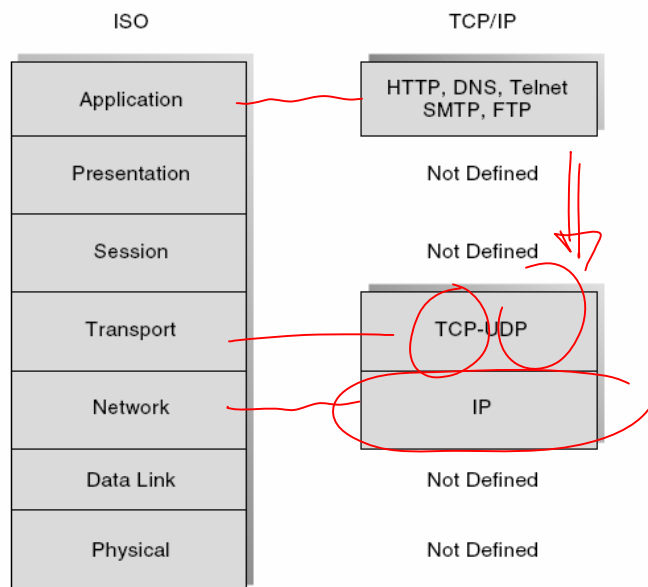 ISO
TCP/IP
Application
HTTP, DNS, Telnet
SMTP, FTP
Presentation
Not Defined
Session
Not Defined
Transport
TCP-UDP
Network
IP
Data Link
Not Defined
Physical
Not Defined